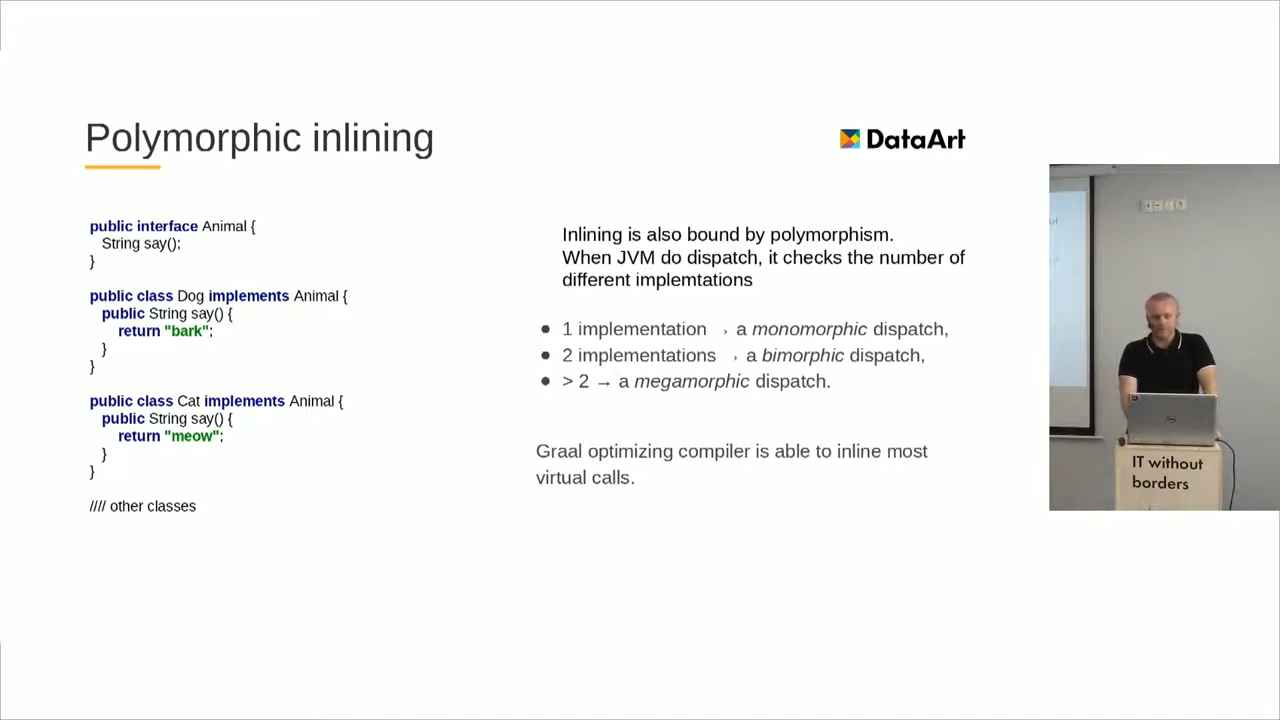 Polymorphic inlining
DataArt
public interface Animal {
String say();
}
public class Dog implements Animal {
public String say() {
return "bark";
}
}
public class Cat implements Animal {
public String say() {
return "meow";
}
}
//// other classes
Inlining is also bound by polymorphism.
When JVM do dispatch, it checks the number of
different implemtations
● 1 implementation → a monomorphic dispatch,
● 2 implementations → a bimorphic dispatch,
● > 2 → a megamorphic dispatch.
Graal optimizing compiler is able to inline most
virtual calls.
IT without
borders